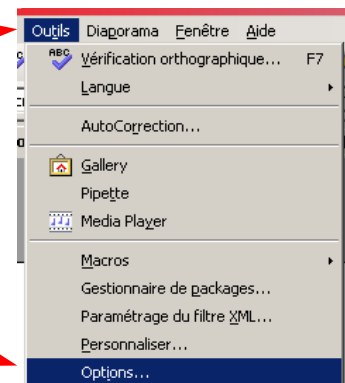 Outils Diaporama Fenêtre Aide
ABC Vérification orthographique... F7
Langue
AutoCorrection...
Gallery
Pipette
Media Player
Macros
Gestionnaire de packages...
Paramétrage du filtre XML...
Personnaliser...
Options...